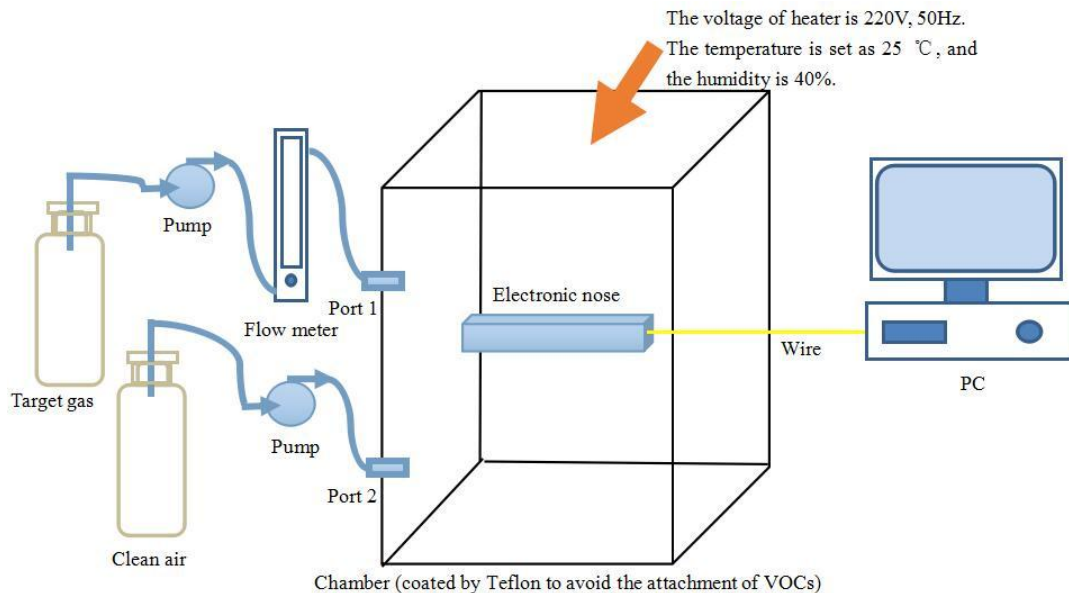 The voltage of heater is 220V, 50Hz.
The temperature is set as 25 ℃, and
the humidity is 40%.
Pump
Port 1
Flow meter
Electronic nose
Wire
PC
Target gas
Pump
Port 2
Clean air
Chamber (coated by Teflon to avoid the attachment of VOCs)